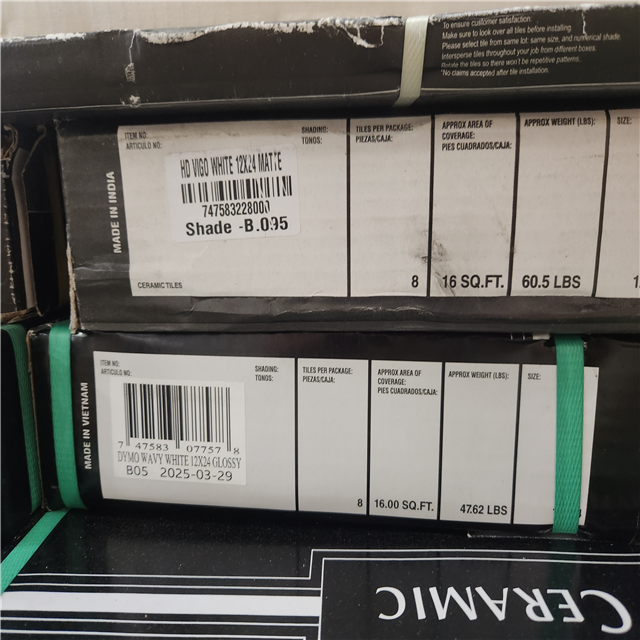 To ensure customer satisfaction:
Make sure to look over all tiles before installing.
Please select tile from same lot: same size, and numerical shade.
Intersperse tiles throughout your job from different boxes.
Rotate the tiles so there won't be repetitive patterns.
*No claims accepted after tile installation.
MADE IN INDIA
ITEM NO:
ARTICULO NO:
SHADING:
TONOS:
HD VIGO WHITE 12X24 MATTE
747583228000
Shade -B.095
CERAMIC TILES
TILES PER PACKAGE:
PIEZAS/CAJA:
8
APPROX AREA OF
COVERAGE:
PIES CUADRADOS/CAJA:
16 SQ.FT.
APPROX WEIGHT (LBS):
60.5 LBS
SIZE:
MADE IN VIETNAM
ITEM NO:
ARTICULO NO:
SHADING:
TONOS:
7 47583 07757 8
DYMO WAVY WHITE 12X24 GLOSSY
B05 2025-03-29
TILES PER PACKAGE:
PIEZAS/CAJA:
8
APPROX AREA OF
COVERAGE:
PIES CUADRADOS/CAJA:
16.00 SQ.FT.
APPROX WEIGHT (LBS):
47.62 LBS
SIZE:
CERAMIC